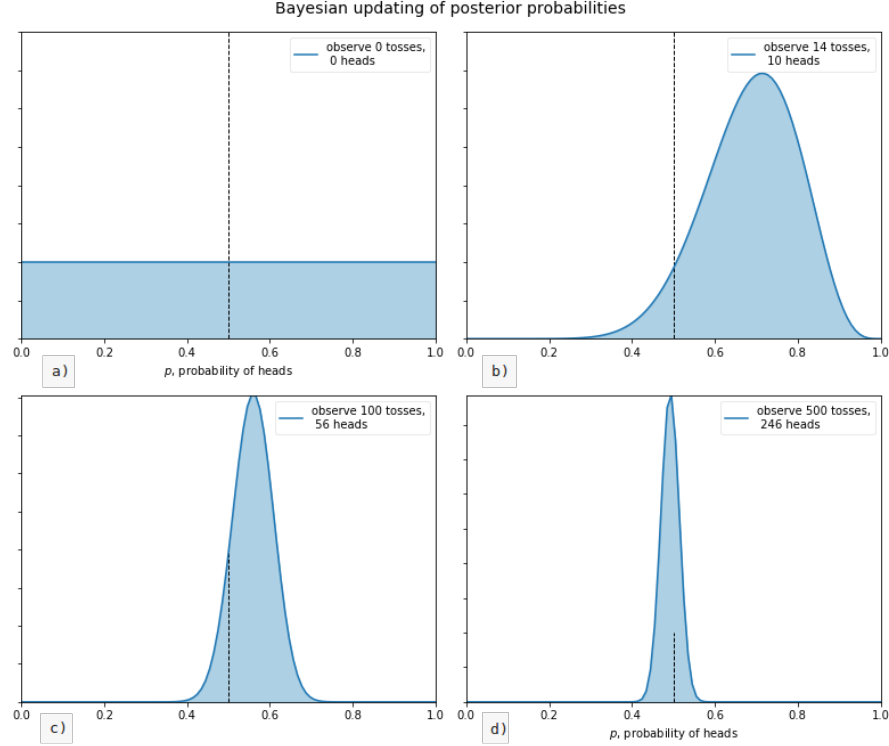 Bayesian updating of posterior probabilities
observe 0 tosses,
0 heads
0.0 0.2 0.4 0.6 0.8 1.0
a)
p, probability of heads
observe 14 tosses,
10 heads
0.0 0.2 0.4 0.6 0.8 1.0
b)
observe 100 tosses,
56 heads
0.0 0.2 0.4 0.6 0.8 1.0
c)
observe 500 tosses,
246 heads
0.0 0.2 0.4 0.6 0.8 1.0
d)
p, probability of heads